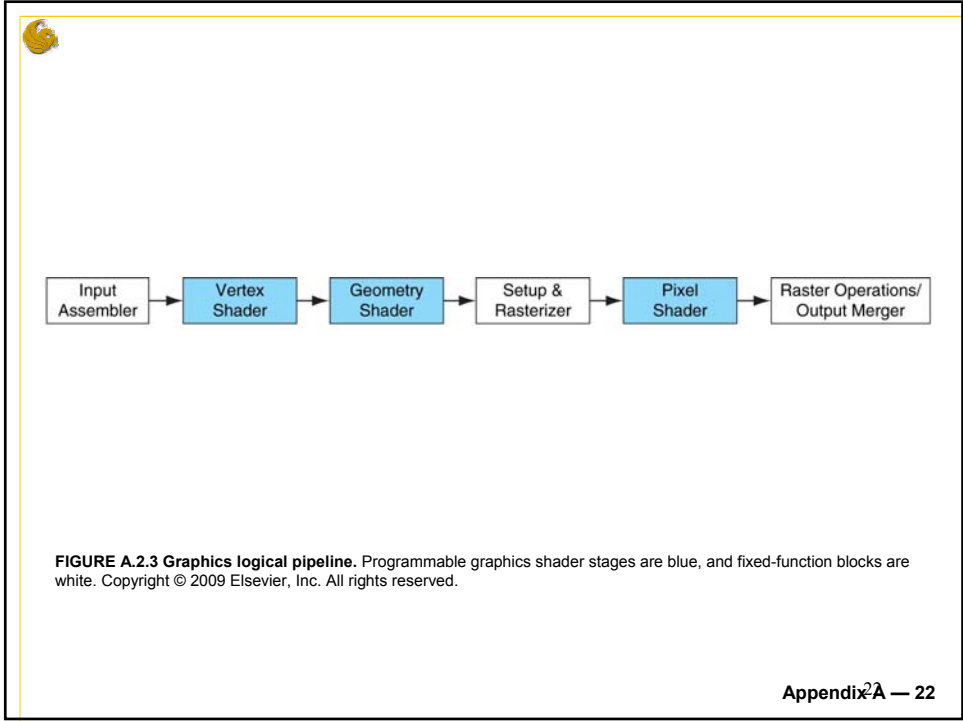 Input
Assembler
Vertex
Shader
Geometry
Shader
Setup &
Rasterizer
Pixel
Shader
Raster Operations/
Output Merger
FIGURE A.2.3 Graphics logical pipeline. Programmable graphics shader stages are blue, and fixed-function blocks are
white. Copyright © 2009 Elsevier, Inc. All rights reserved.
Appendix A — 22
22